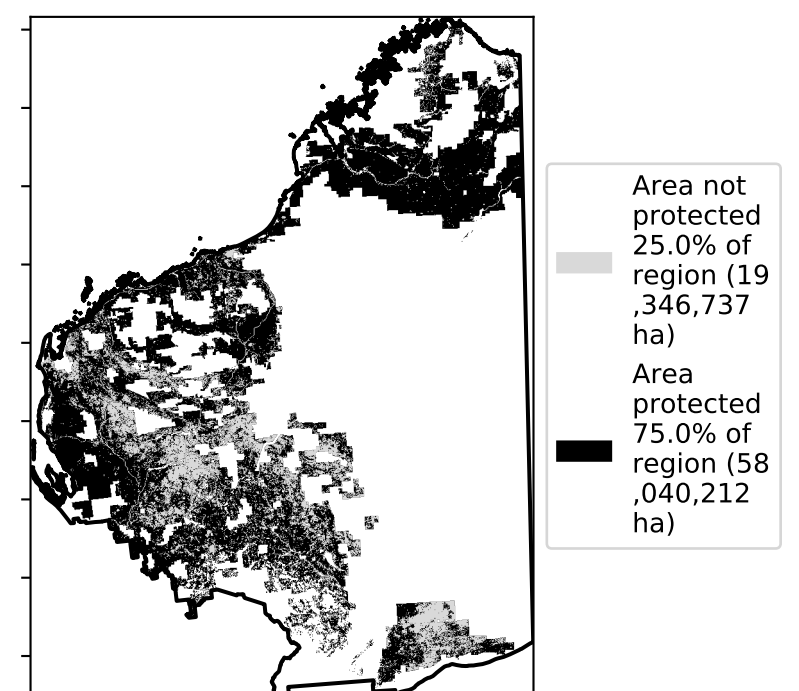 Area not
protected
25.0% of
region (19
,346,737
ha)
Area
protected
75.0% of
region (58
,040,212
ha)